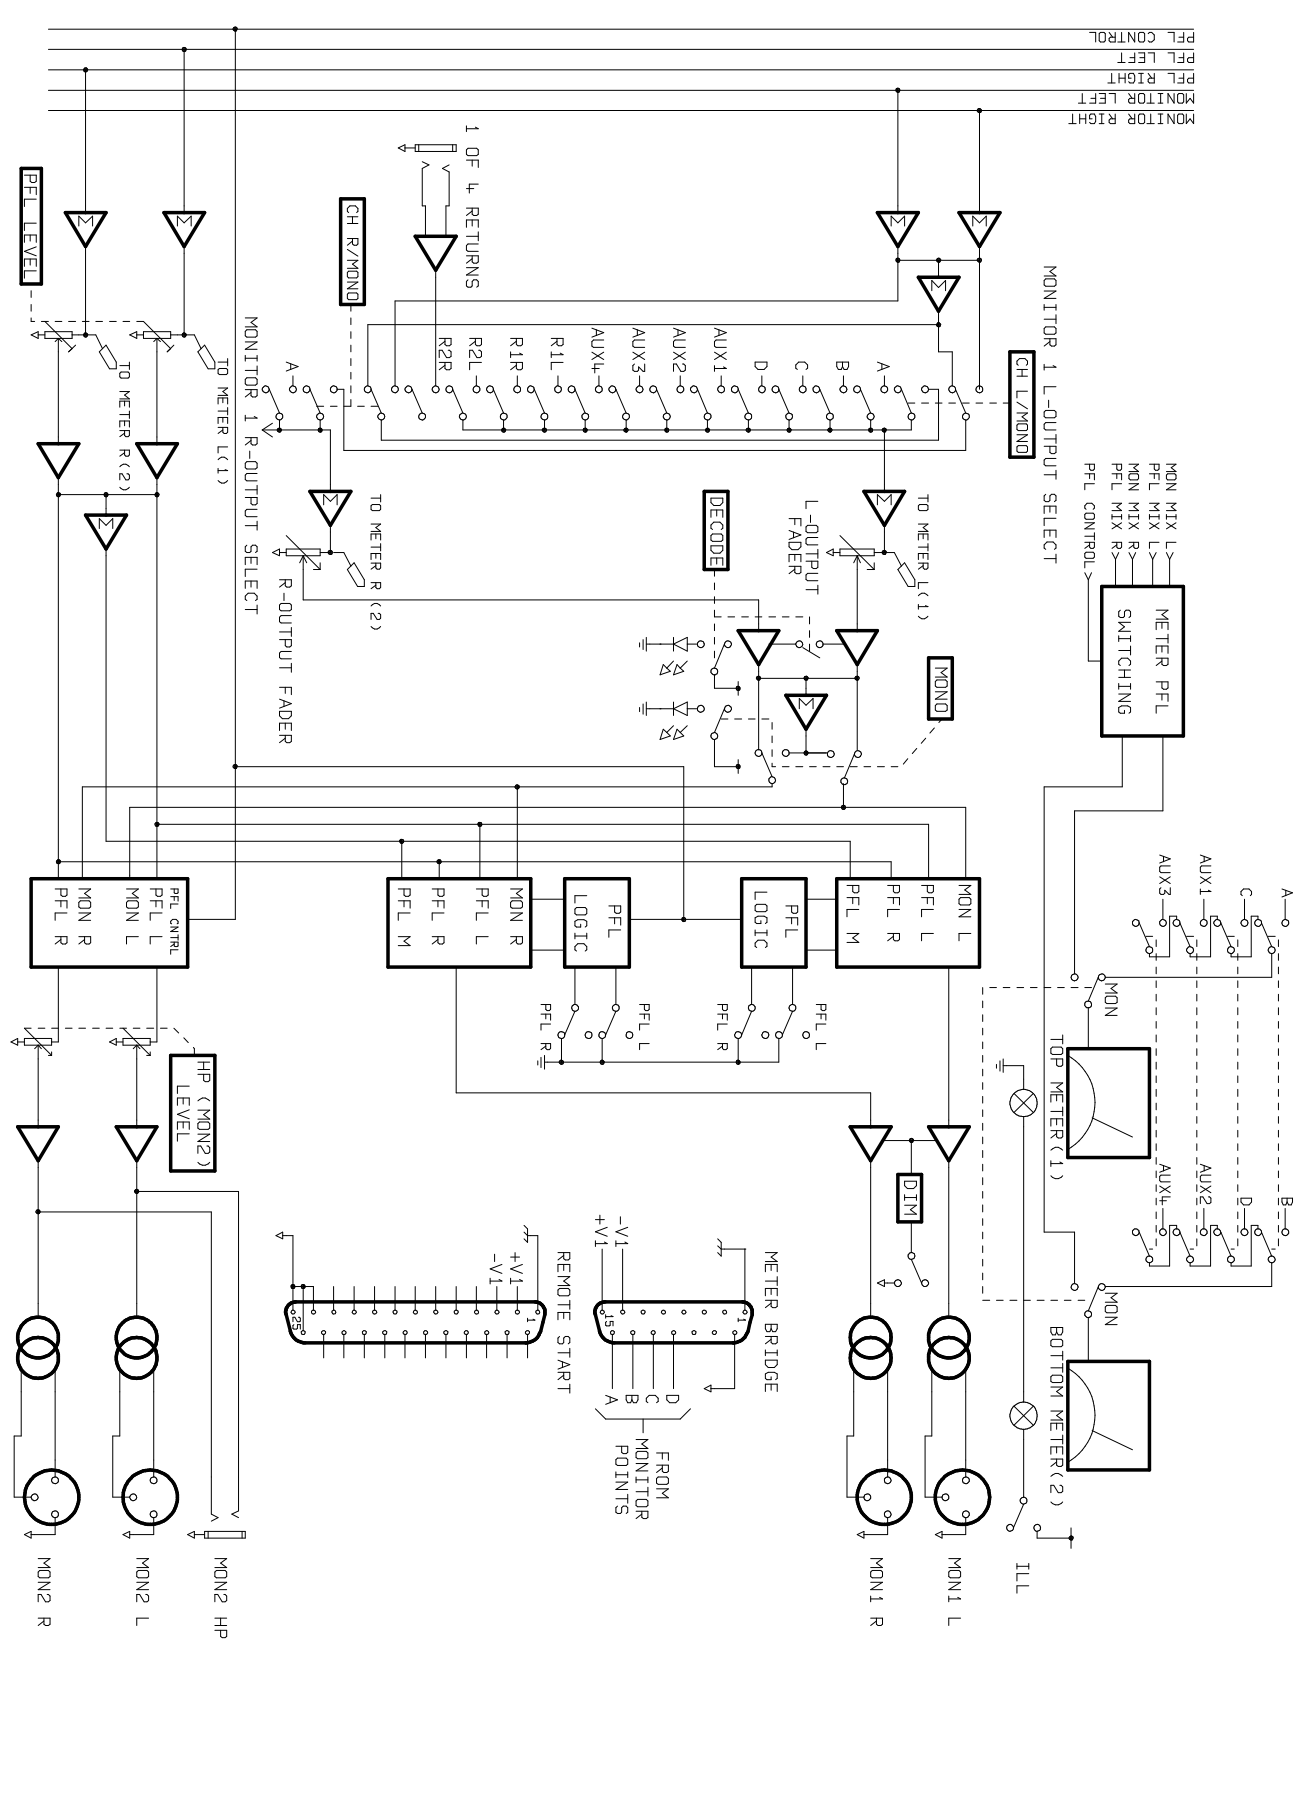 PFL CONTROL
PFL LEFT
PFL RIGHT
MONITOR LEFT
MONITOR RIGHT
1 OF 4 RETURNS
PFL LEVEL
CH R/MONO
MONITOR 1 L-OUTPUT SELECT
CH L/MONO
A
B
C
D
AUX1
AUX2
AUX3
AUX4
R1L
R1R
R2L
R2R
A
TO METER L(1)
TO METER R(2)
MONITOR 1 R-OUTPUT SELECT
MON MIX L
PFL MIX L
MON MIX R
PFL MIX R
PFL CONTROL
METER PFL
SWITCHING
TO METER L(1)
L-OUTPUT
FADER
DECODE
TO METER R (2)
R-OUTPUT FADER
MONO
A
C
AUX1
AUX3
MON
TOP METER(1)
B
D
AUX2
AUX4
MON
BOTTOM METER(2)
ILL
MON L
PFL L
PFL R
PFL M
PFL
LOGIC
PFL
LOGIC
MON R
PFL L
PFL R
PFL M
PFL CNTRL
PFL L
MON L
MON R
PFL R
PFL L
PFL R
PFL L
PFL R
HP (MON2)
LEVEL
DIM
METER BRIDGE
-V1
+V1
1
15
D
C
B
A
FROM
MONITOR
POINTS
REMOTE START
+V1
-V1
1
25
MON1 L
MON1 R
MON2 HP
MON2 L
MON2 R